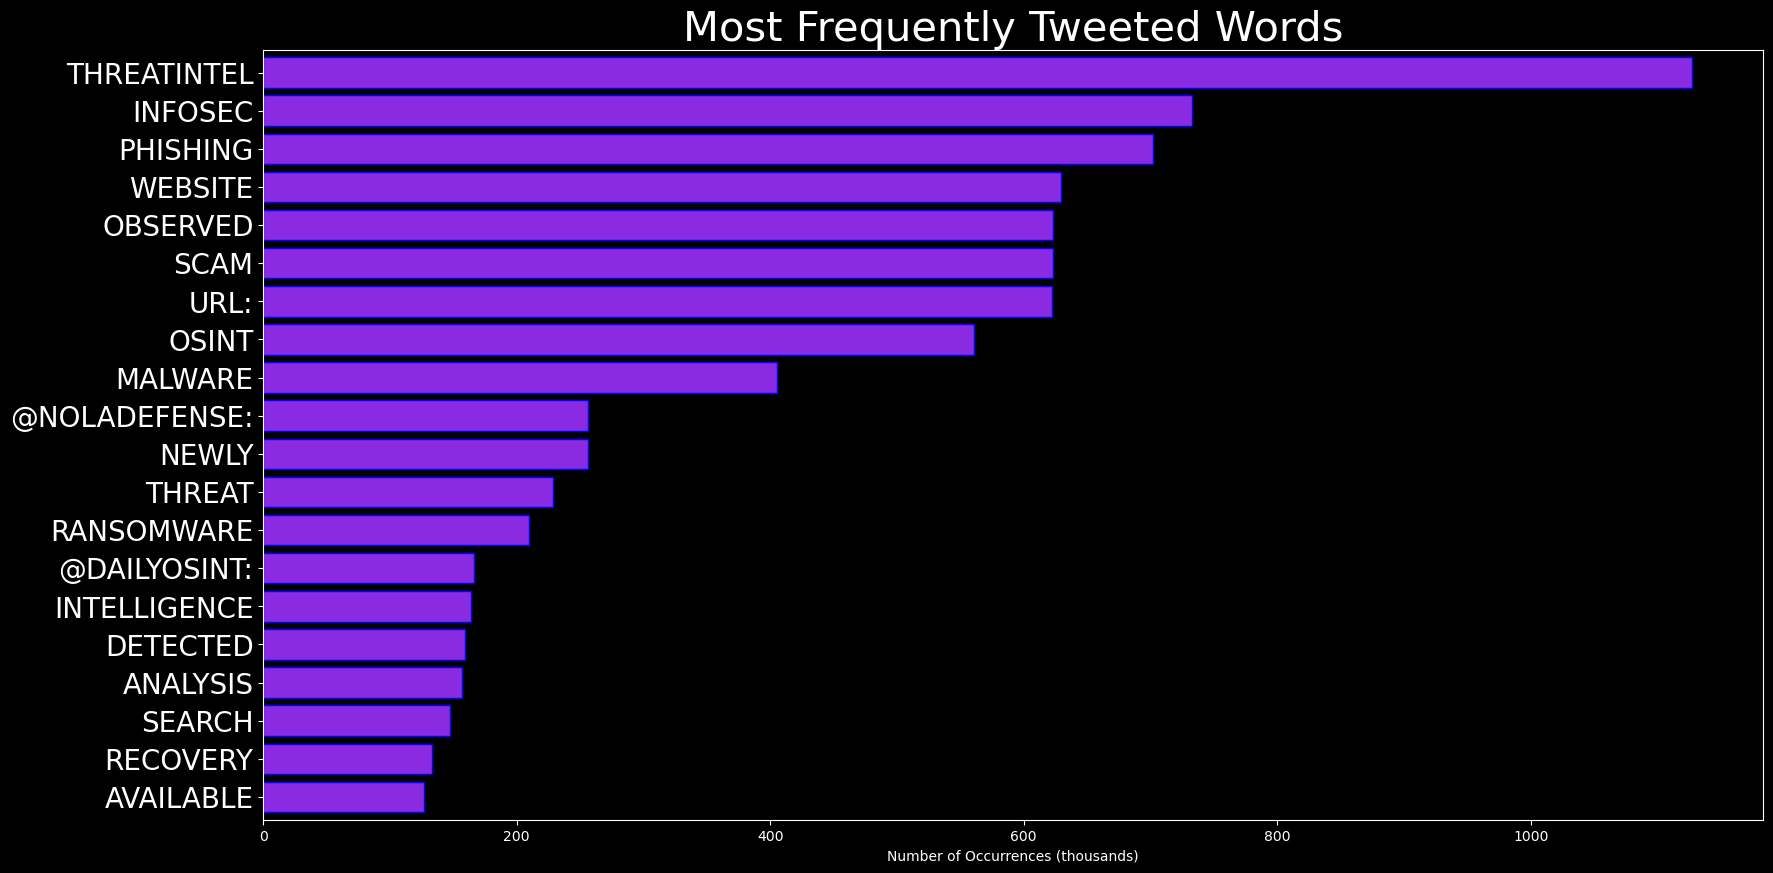 Most Frequently Tweeted Words
THREATINTEL
INFOSEC
PHISHING
WEBSITE
OBSERVED
SCAM
URL:
OSINT
MALWARE
@NOLADEFENSE:
NEWLY
THREAT
RANSOMWARE
@DAILYOSINT:
INTELLIGENCE
DETECTED
ANALYSIS
SEARCH
RECOVERY
AVAILABLE
0 200 400 600 800 1000
Number of Occurrences (thousands)